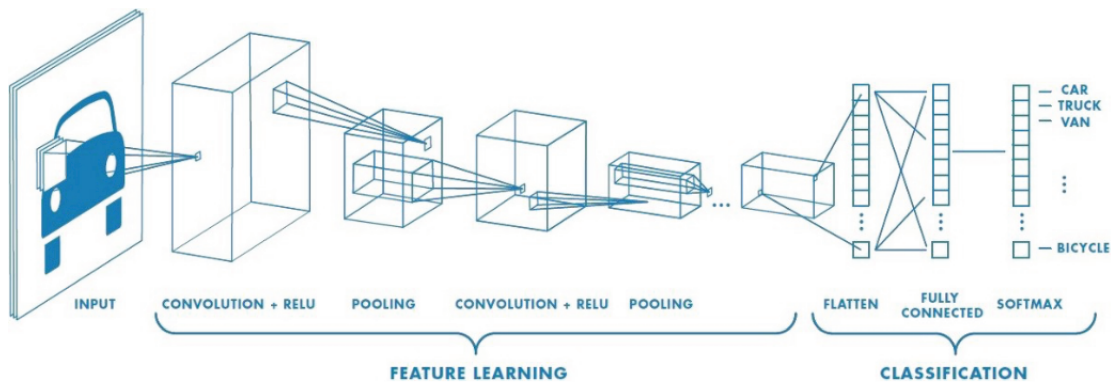 CAR
TRUCK
VAN
BICYCLE
INPUT
CONVOLUTION + RELU
POOLING
CONVOLUTION + RELU
POOLING
FLATTEN
FULLY
CONNECTED
SOFTMAX
FEATURE LEARNING
CLASSIFICATION